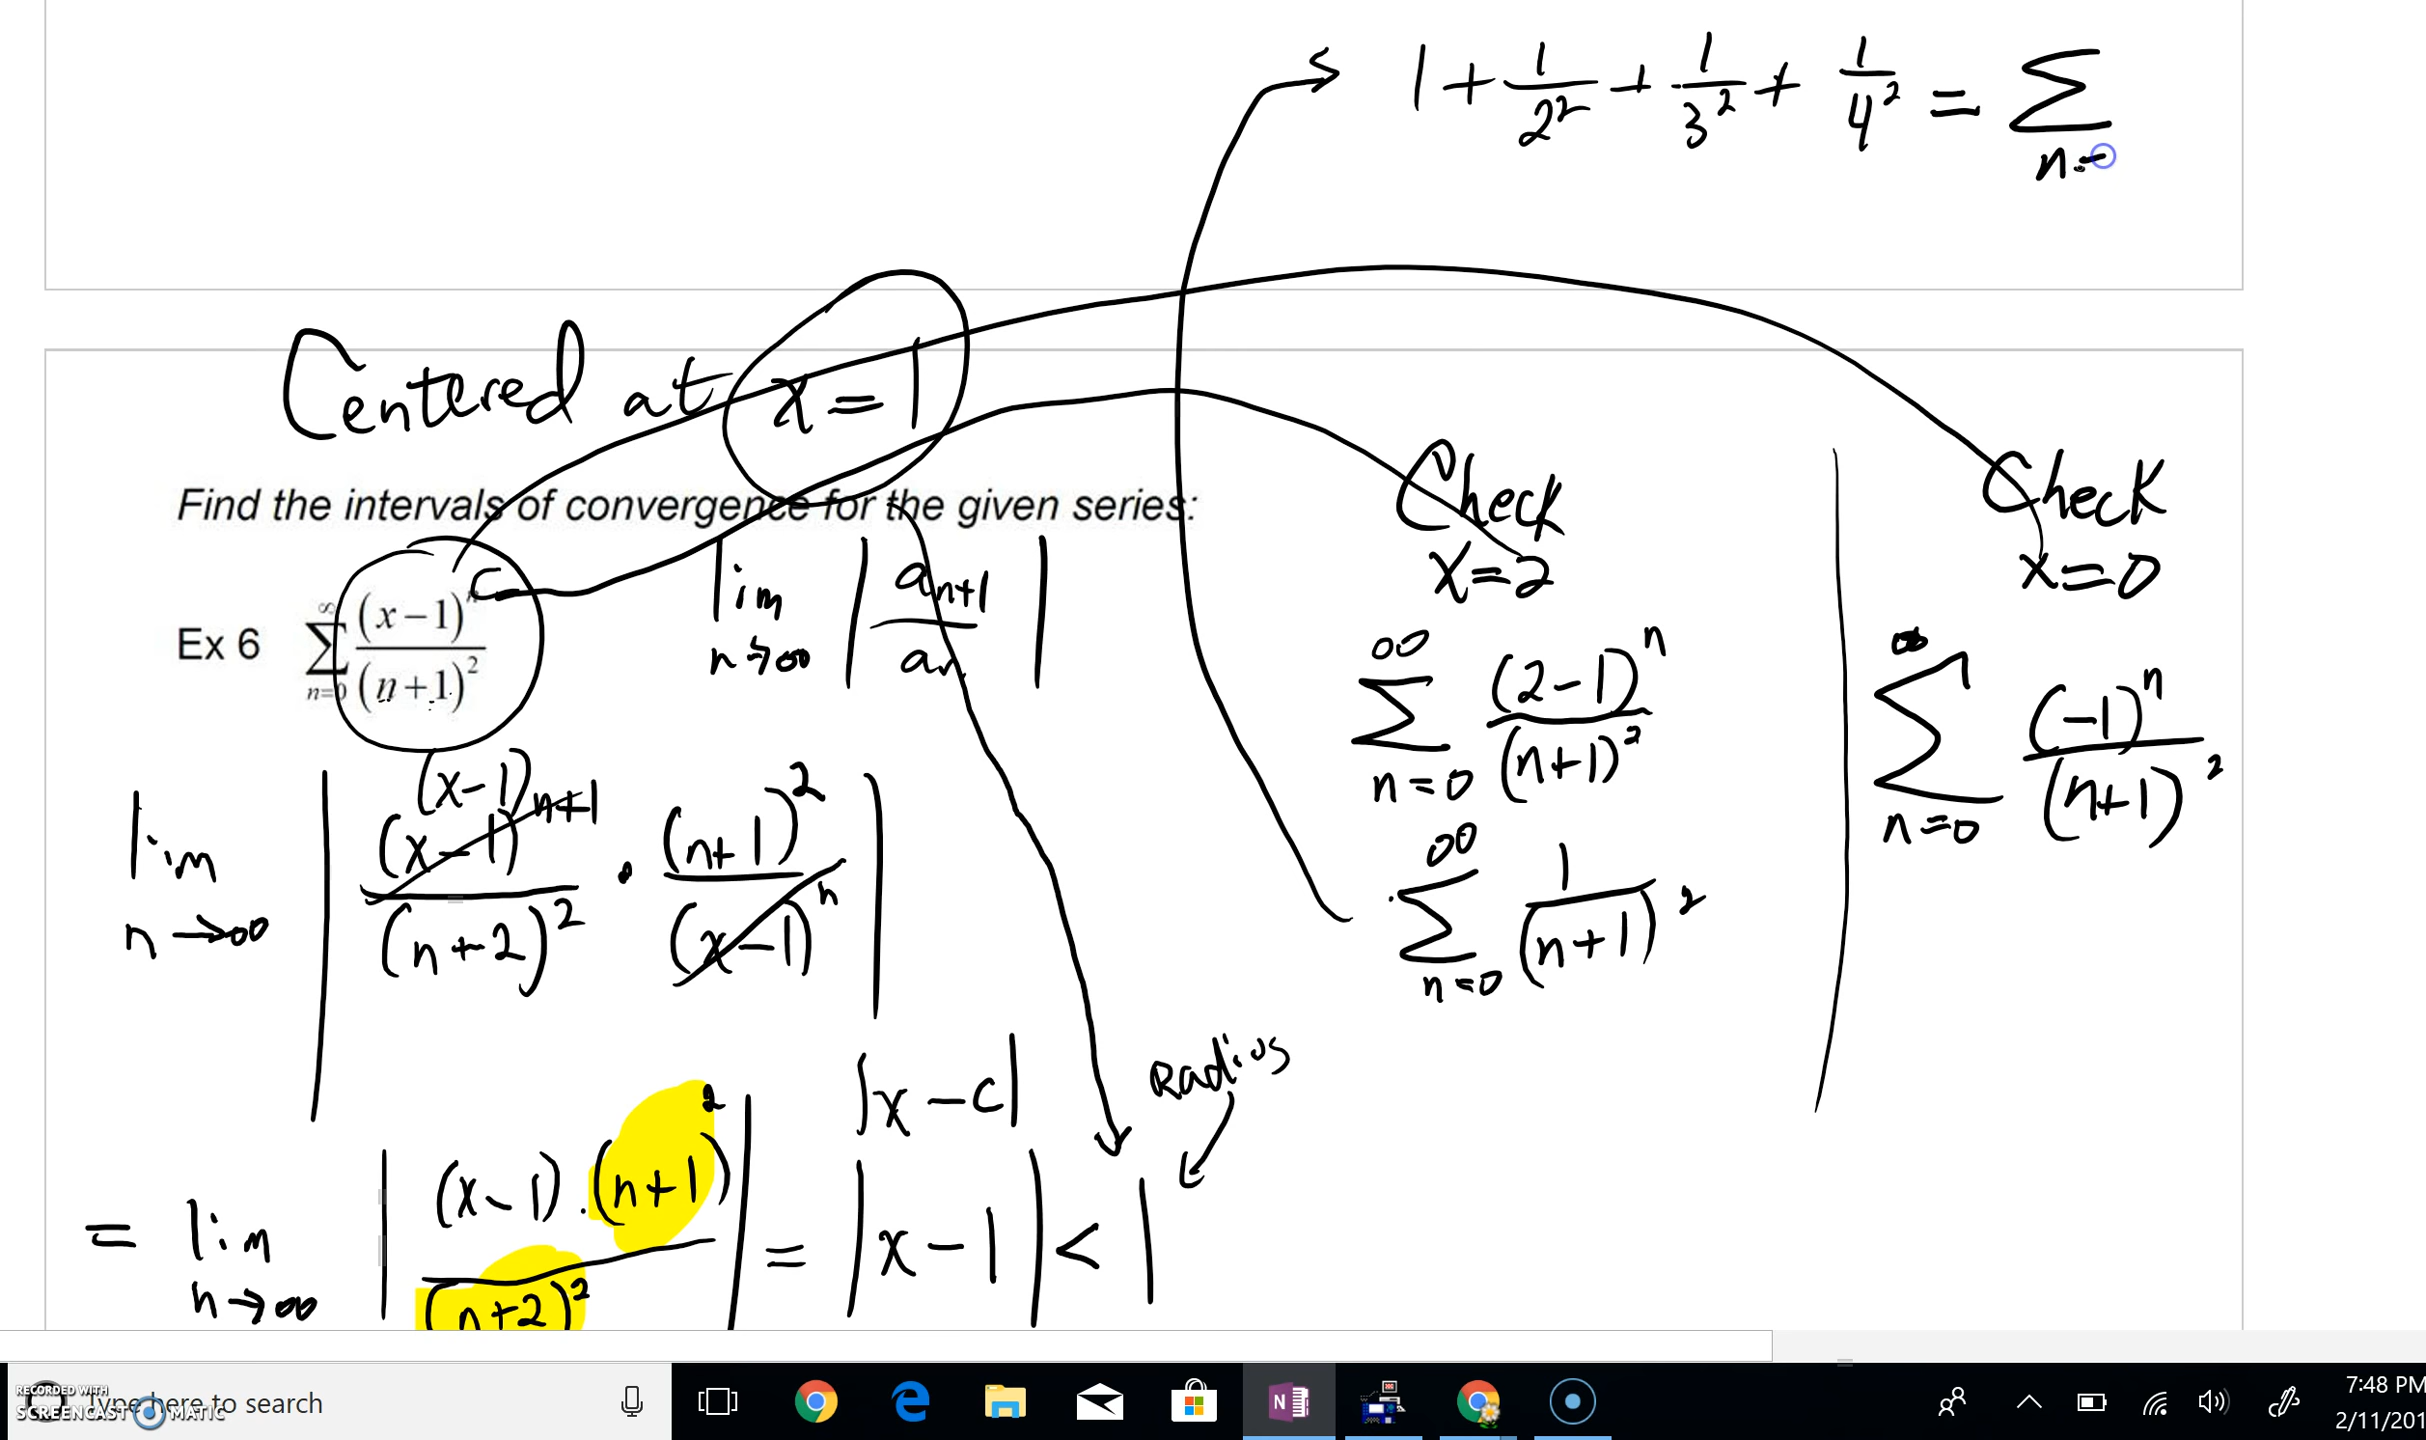 1 + 1/2² + 1/3² + 1/4² = ∑ n=
Centered at x = 1
Find the intervals of convergence for the given series:
Ex 6 ∑ n=0 ∞ (x−1)ⁿ / (n+1)²
lim n→∞ | aₙ₊₁ / aₙ |
lim n→∞ | (x−1) (x−1)ⁿ⁺¹ / (n+2)² · (n+1)² / (x−1)ⁿ |
|x − c|
Radius
= lim n→∞ | (x−1)·(n+1)² / (n+2)² | = |x−1| < 1
Check
x=2
∑ n=0 ∞ (2−1)ⁿ / (n+1)²
∑ n=0 ∞ 1 / (n+1)²
Check
x=0
∑ n=0 ∞ (−1)ⁿ / (n+1)²
RECORDED WITH
SCREENCAST MATIC
Type here to search
N
7:48 PM
2/11/201